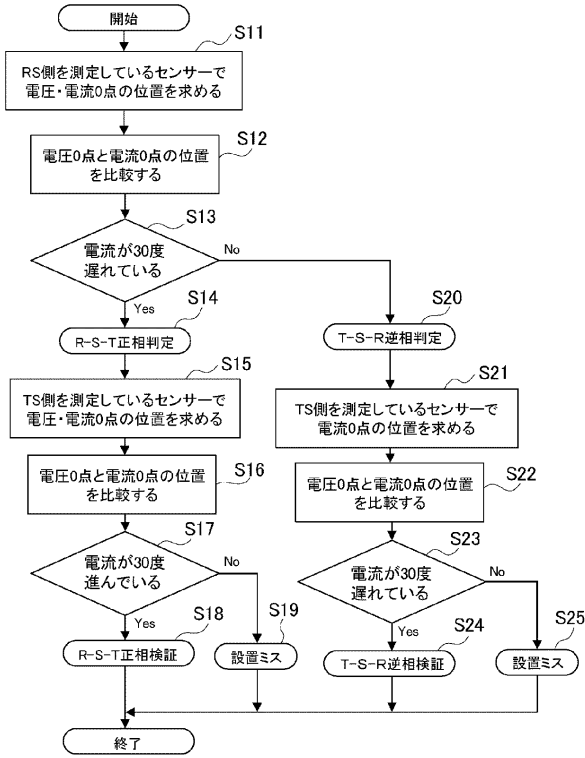 開始
S11
RS側を測定しているセンサーで
電圧・電流0点の位置を求める
S12
電圧0点と電流0点の位置
を比較する
S13
電流が30度
遅れている
No
Yes
S14
R-S-T正相判定
S15
TS側を測定しているセンサーで
電圧・電流0点の位置を求める
S16
電圧0点と電流0点の位置
を比較する
S17
電流が30度
進んでいる
No
Yes
S18
R-S-T正相検証
S19
設置ミス
S20
T-S-R逆相判定
S21
TS側を測定しているセンサーで
電流0点の位置を求める
S22
電圧0点と電流0点の位置
を比較する
S23
電流が30度
遅れている
No
Yes
S24
T-S-R逆相検証
S25
設置ミス
終了